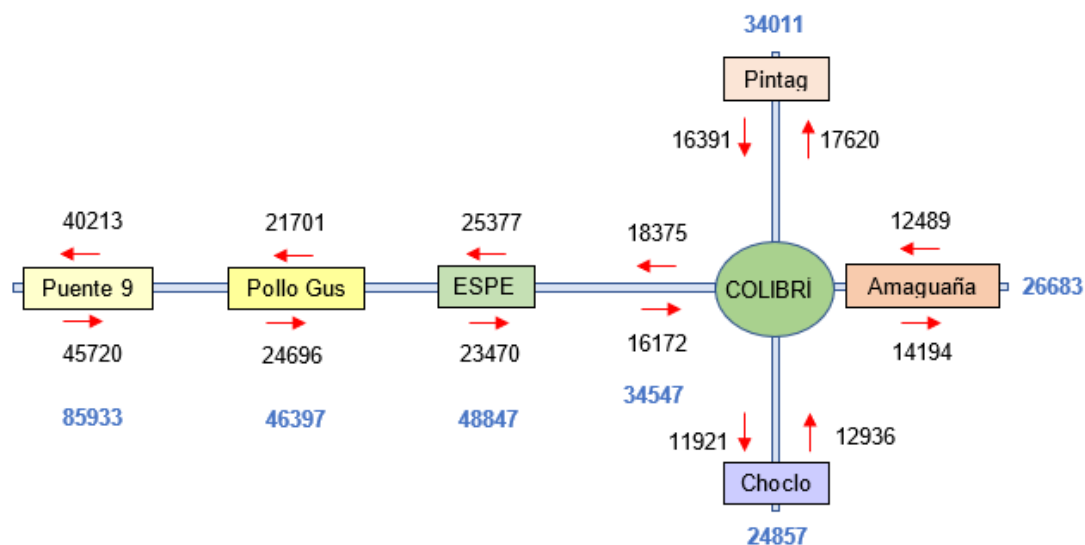 34011
Pintag
16391 17620
40213 21701 25377 18375 12489
Puente 9 Pollo Gus ESPE COLIBRÍ Amaguaña 26683
45720 24696 23470 16172 14194
85933 46397 48847 34547
11921 12936
Choclo
24857